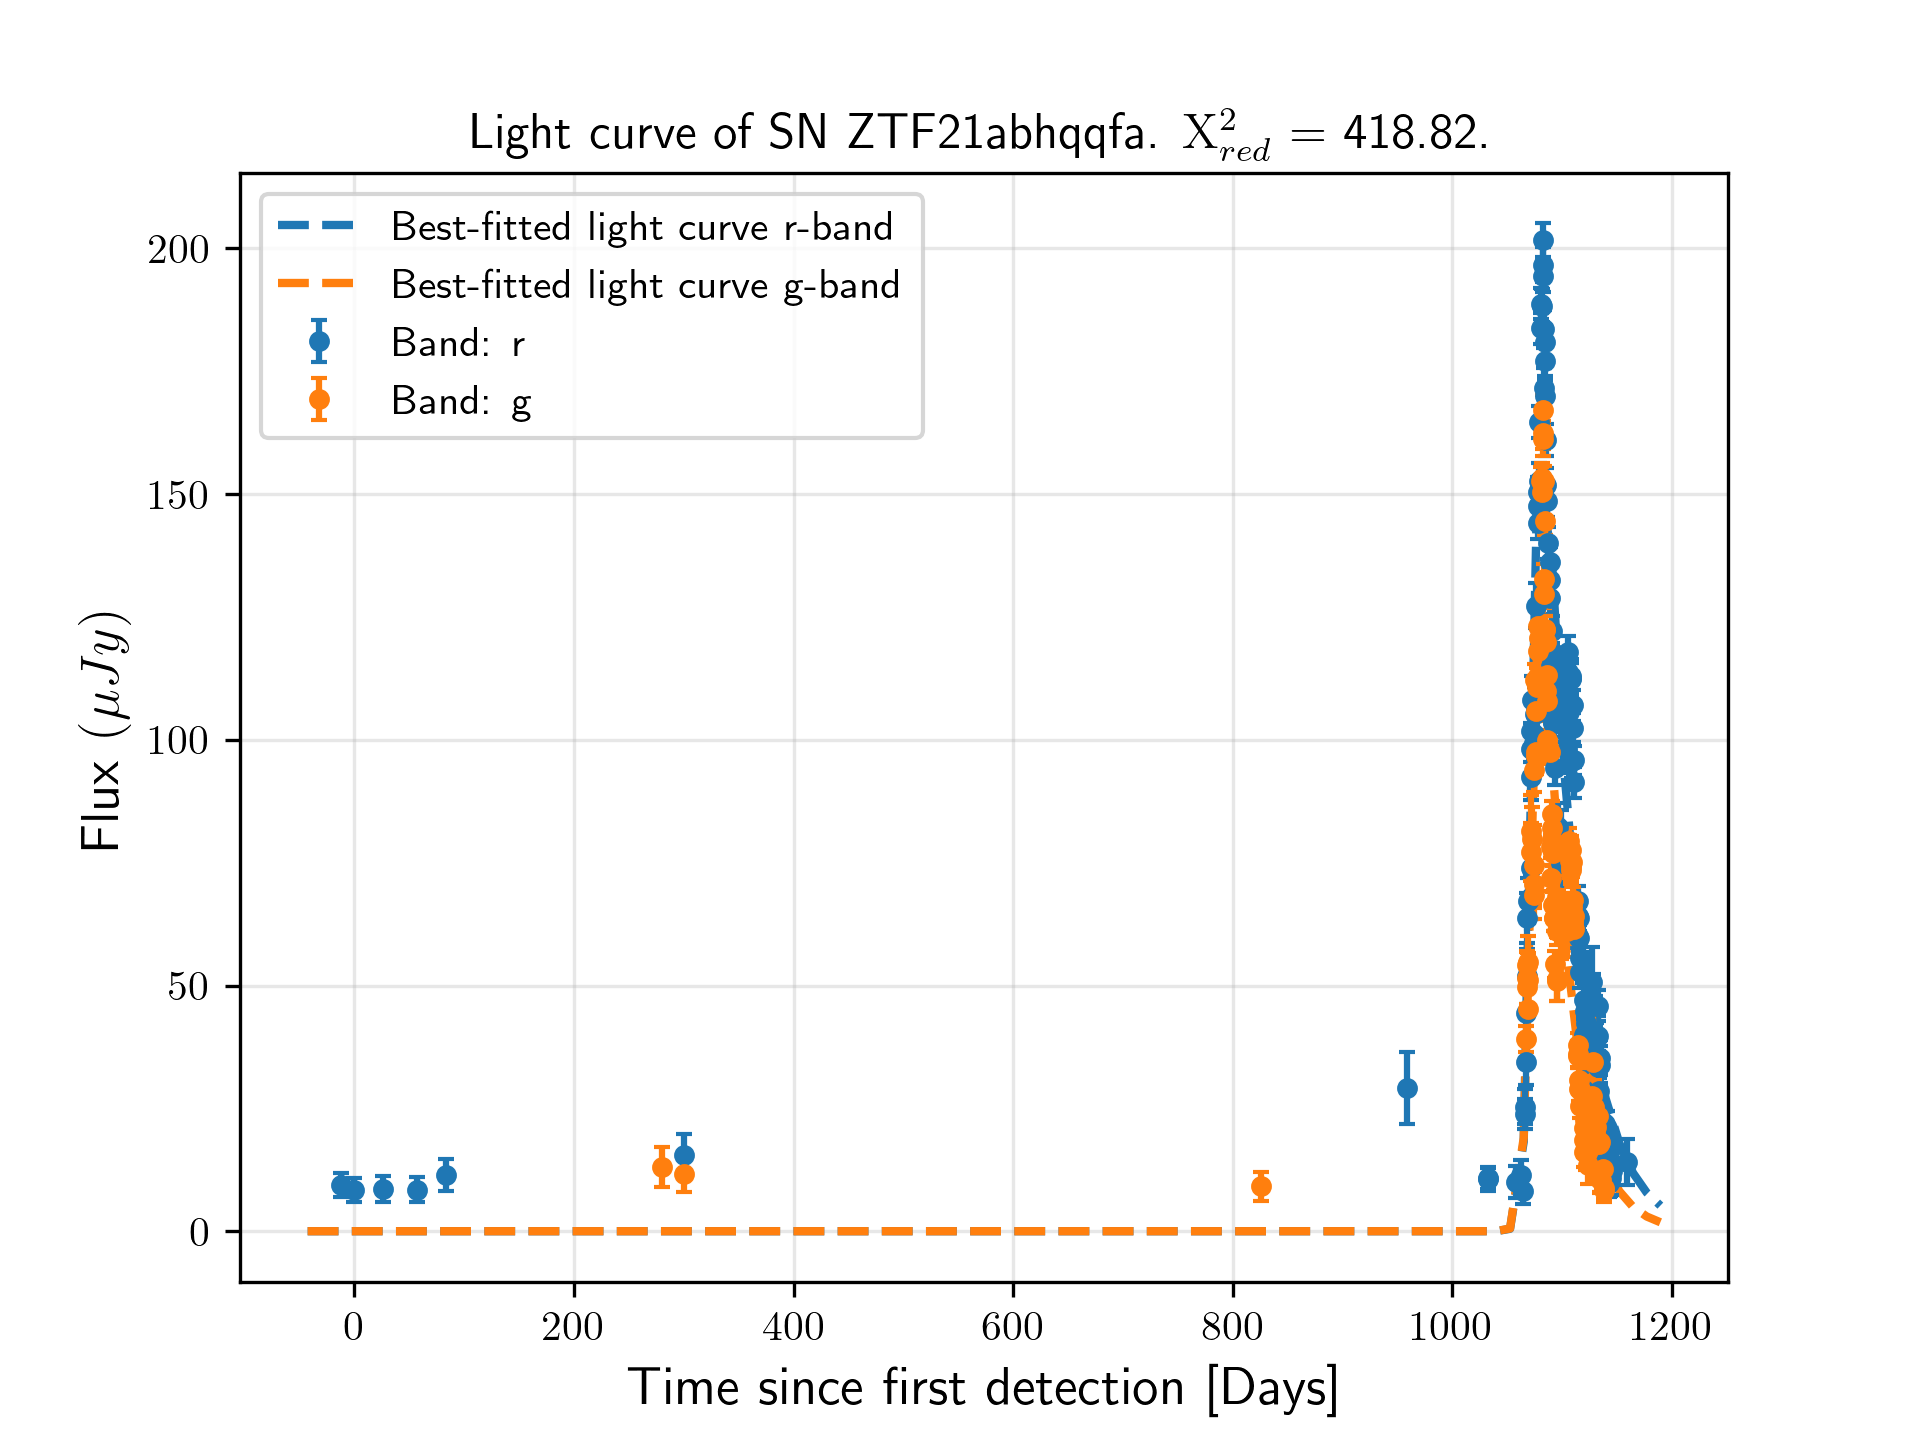 Light curve of SN ZTF21abhqqfa. X²_red = 418.82.
Best-fitted light curve r-band
Best-fitted light curve g-band
Band: r
Band: g
200
150
100
50
0
Flux (μJy)
0 200 400 600 800 1000 1200
Time since first detection [Days]